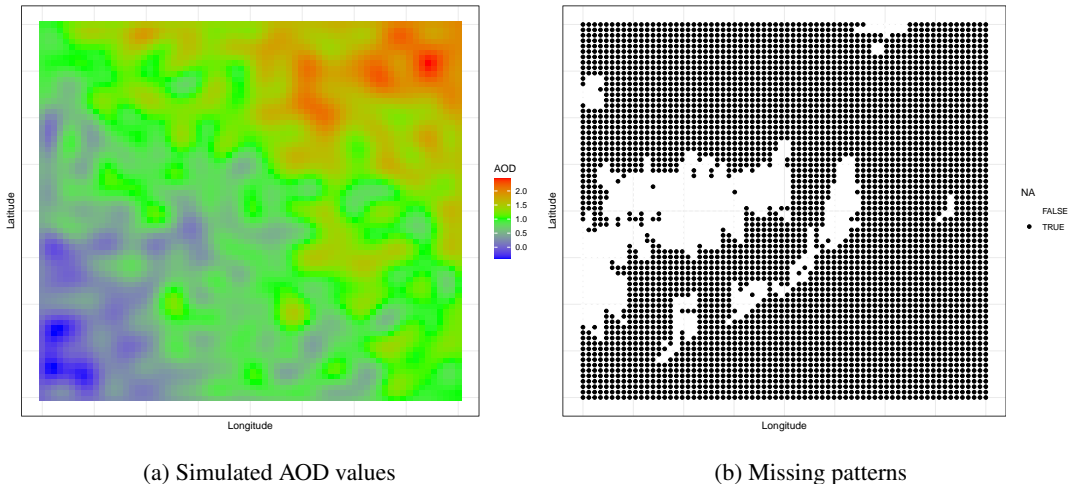 Latitude
AOD
2.0
1.5
1.0
0.5
0.0
Longitude
(a) Simulated AOD values
Latitude
NA
FALSE
TRUE
Longitude
(b) Missing patterns